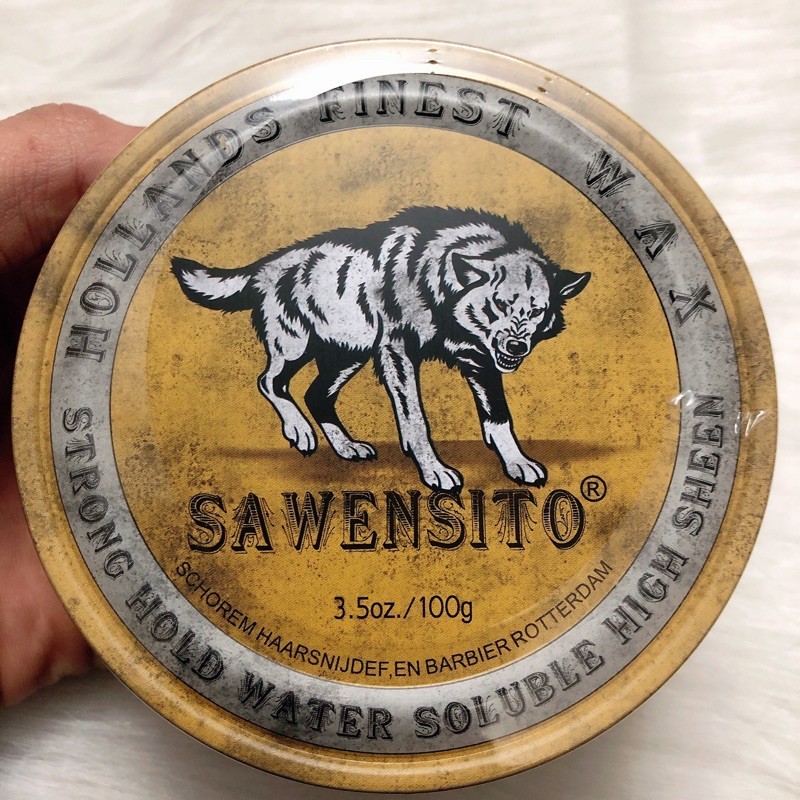 HOLLANDS FINEST WAX
SAWENSITO®
3.5oz./100g
SCHOREM HAARSNIJDEF,EN BARBIER ROTTERDAM
STRONG HOLD WATER SOLUBLE HIGH SHEEN